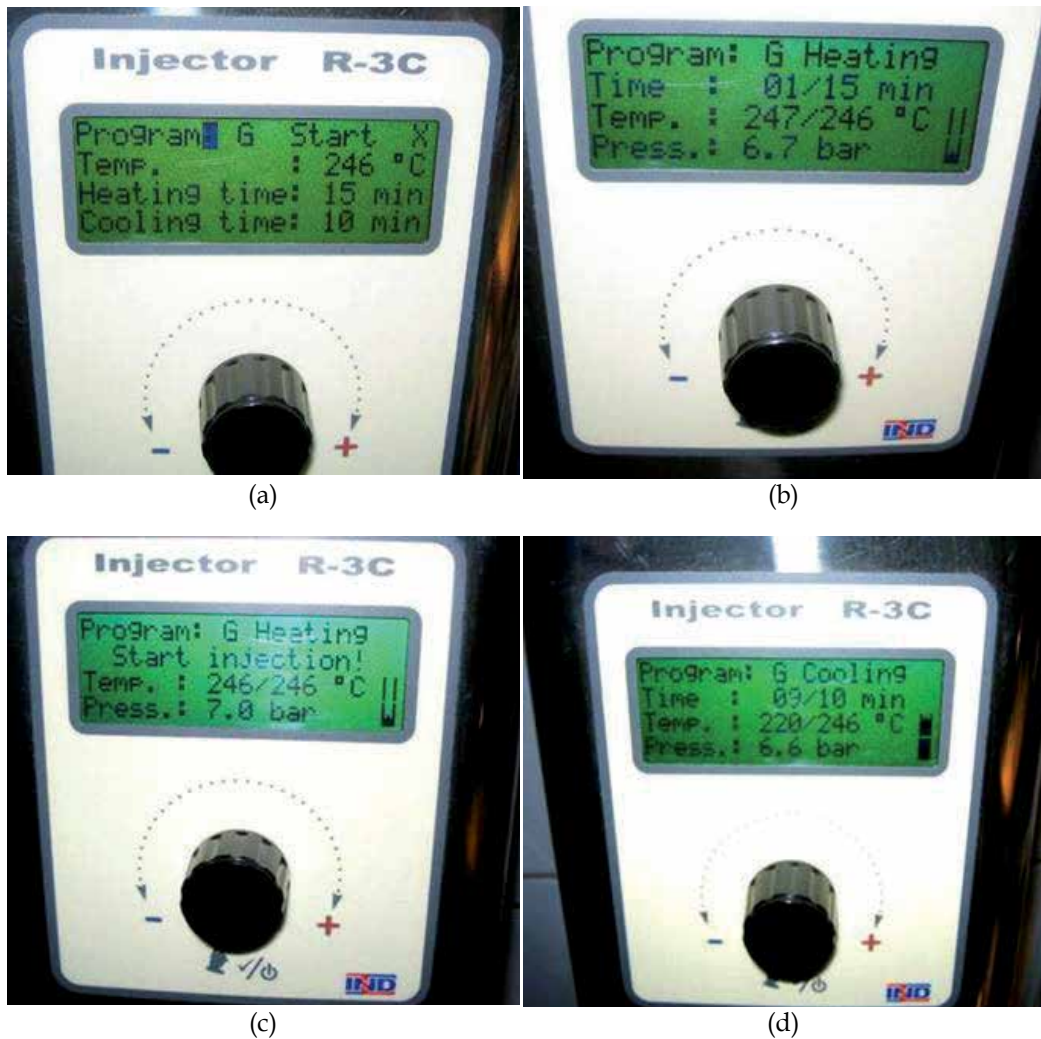 Injector R-3C
Program: G Start X
Temp. : 246 °C
Heating time: 15 min
Cooling time: 10 min
- +
(a)
Program: G Heating
Time : 01/15 min
Temp. : 247/246 °C
Press.: 6.7 bar
- +
IND
(b)
Injector R-3C
Program: G Heating
Start injection!
Temp. : 246/246 °C
Press.: 7.0 bar
- +
IND
(c)
Injector R-3C
Program: G Cooling
Time : 09/10 min
Temp. : 220/246 °C
Press.: 6.6 bar
- +
IND
(d)